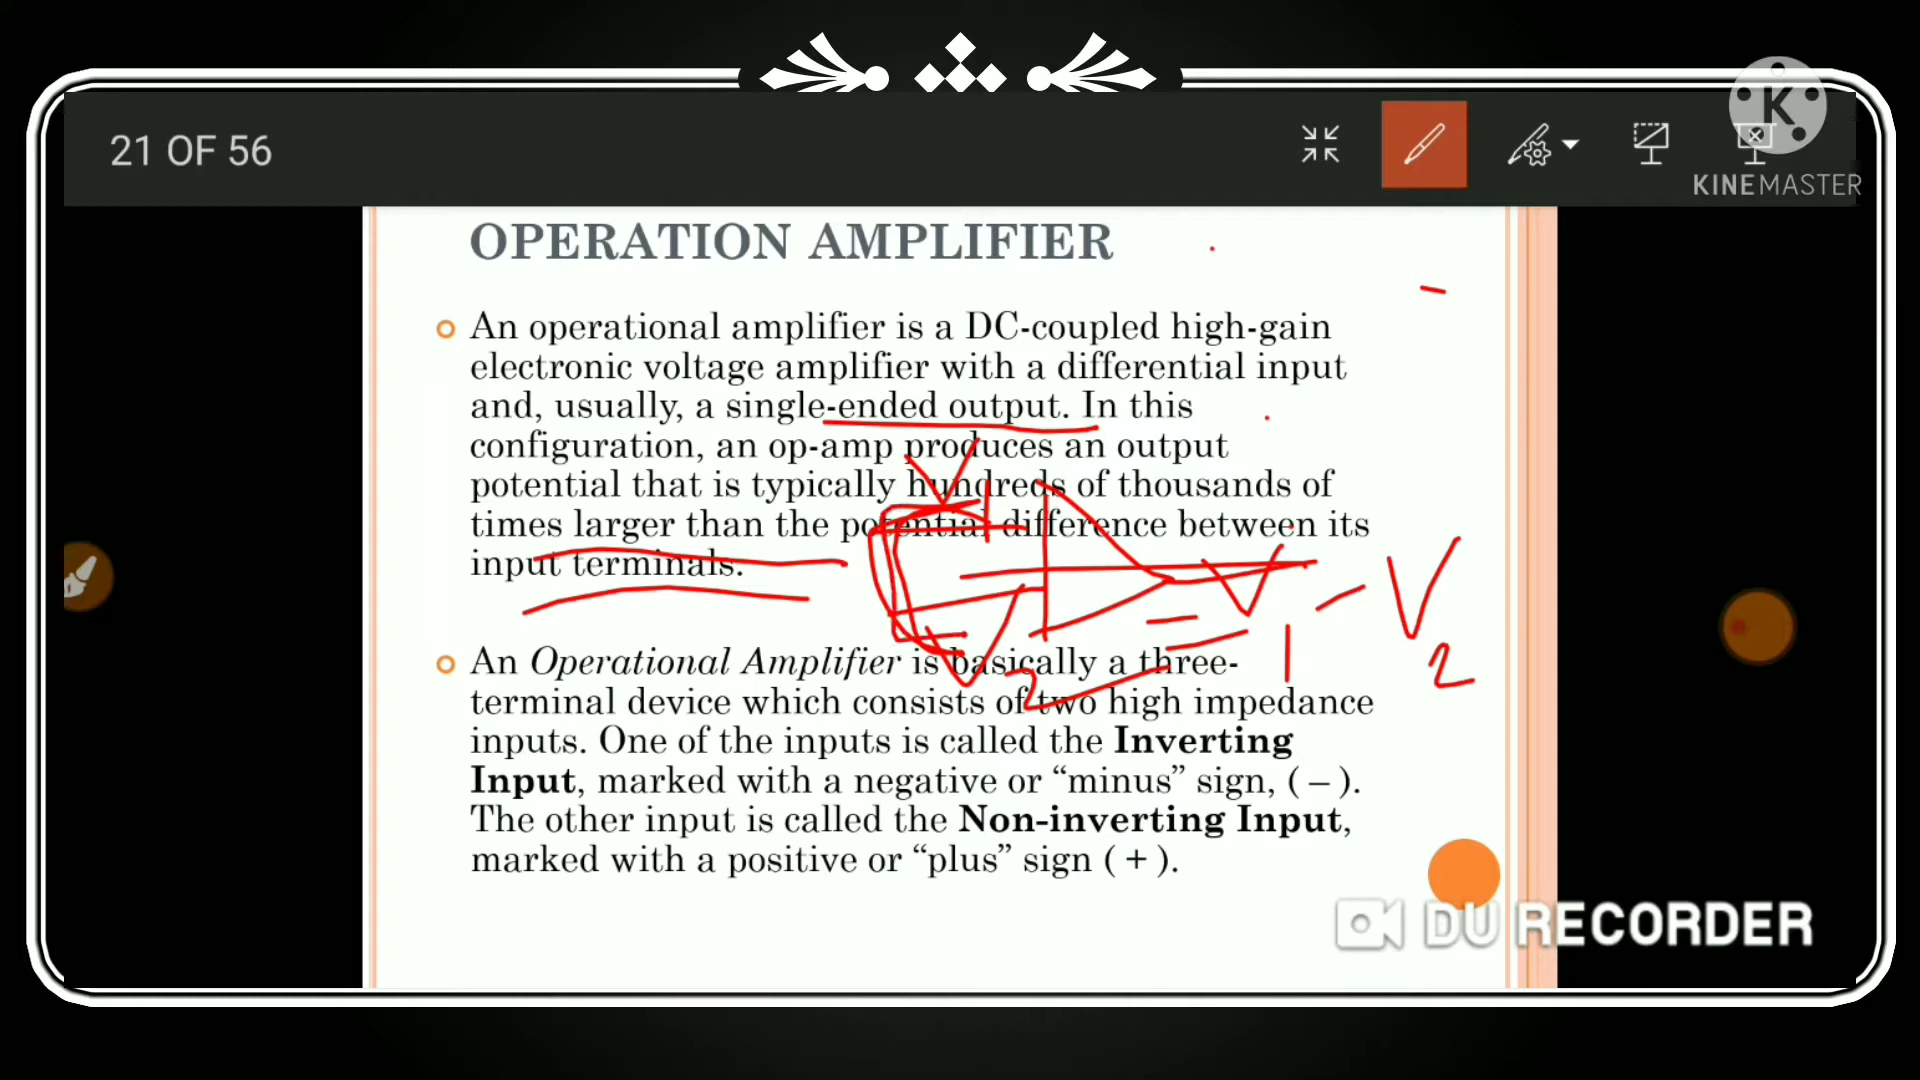 21 OF 56
K
KINEMASTER
OPERATION AMPLIFIER
An operational amplifier is a DC-coupled high-gain
electronic voltage amplifier with a differential input
and, usually, a single-ended output. In this
configuration, an op-amp produces an output
potential that is typically hundreds of thousands of
times larger than the potential difference between its
input terminals.
V1
V2
V1 - V2
An Operational Amplifier is basically a three-
terminal device which consists of two high impedance
inputs. One of the inputs is called the Inverting
Input, marked with a negative or “minus” sign, ( – ).
The other input is called the Non-inverting Input,
marked with a positive or “plus” sign ( + ).
DU RECORDER